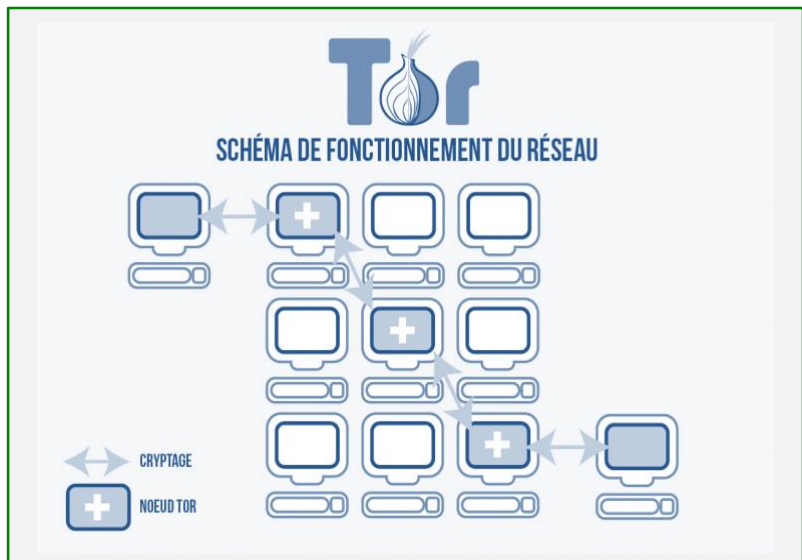 Tor
SCHÉMA DE FONCTIONNEMENT DU RÉSEAU
CRYPTAGE
NOEUD TOR